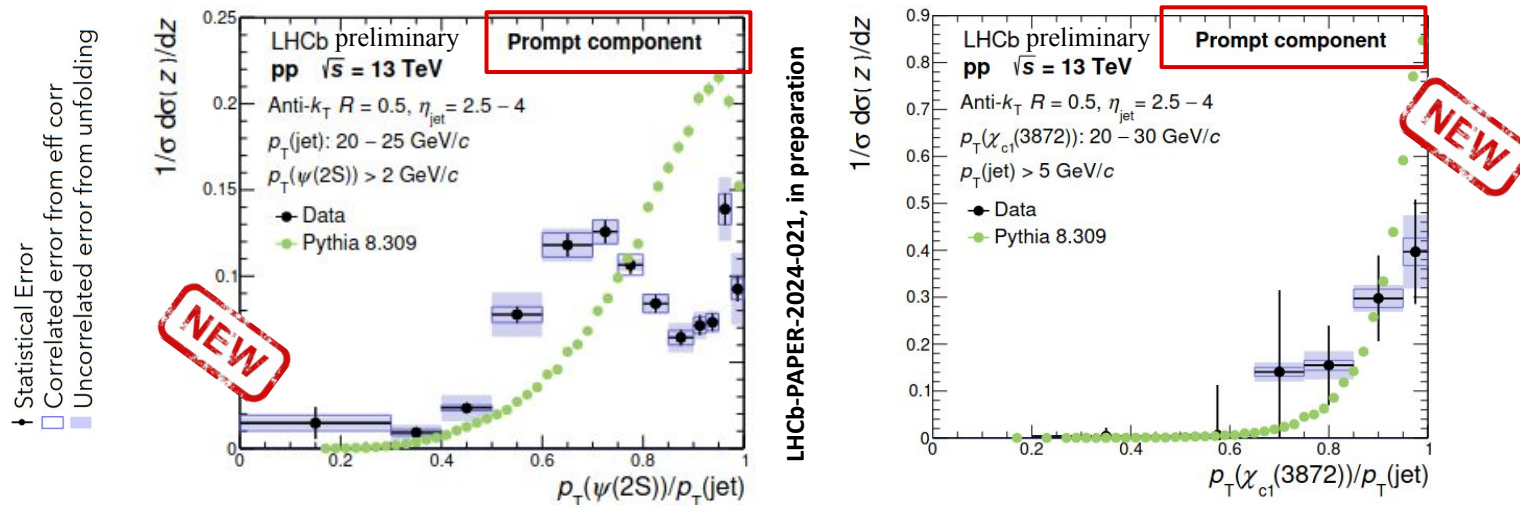 Statistical Error
Correlated error from eff corr
Uncorrelated error from unfolding
1/σ dσ( z )/dz
0.25
0.2
0.15
0.1
0
LHCb preliminary
Prompt component
pp √s = 13 TeV
Anti-kT R = 0.5, ηjet = 2.5 – 4
pT(jet): 20 – 25 GeV/c
pT(ψ(2S)) > 2 GeV/c
Data
Pythia 8.309
NEW
0 0.2 0.4 0.6 0.8 1
pT(ψ(2S))/pT(jet)
LHCb-PAPER-2024-021, in preparation
1/σ dσ( z )/dz
0.9
0.8
0.7
0.6
0.5
0.4
0.3
0.2
0.1
0
LHCb preliminary
Prompt component
pp √s = 13 TeV
Anti-kT R = 0.5, ηjet = 2.5 – 4
pT(χc1(3872)): 20 – 30 GeV/c
pT(jet) > 5 GeV/c
Data
Pythia 8.309
NEW
0 0.2 0.4 0.6 0.8 1
pT(χc1(3872))/pT(jet)